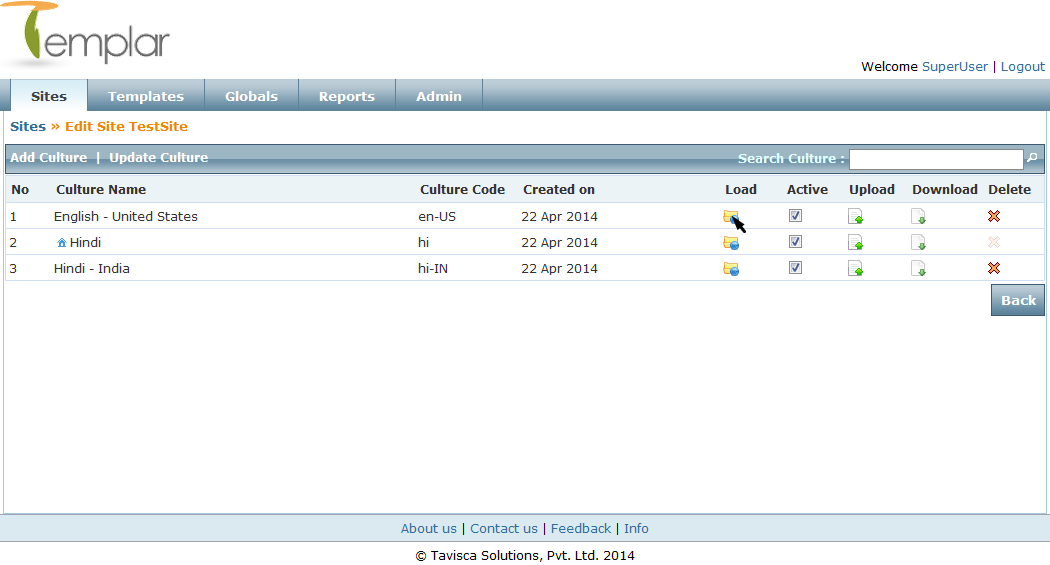 Templar
Welcome SuperUser | Logout
Sites Templates Globals Reports Admin
Sites » Edit Site TestSite
Add Culture | Update Culture Search Culture :
No Culture Name Culture Code Created on Load Active Upload Download Delete
1 English - United States en-US 22 Apr 2014
2 Hindi hi 22 Apr 2014
3 Hindi - India hi-IN 22 Apr 2014
Back
About us | Contact us | Feedback | Info
© Tavisca Solutions, Pvt. Ltd. 2014